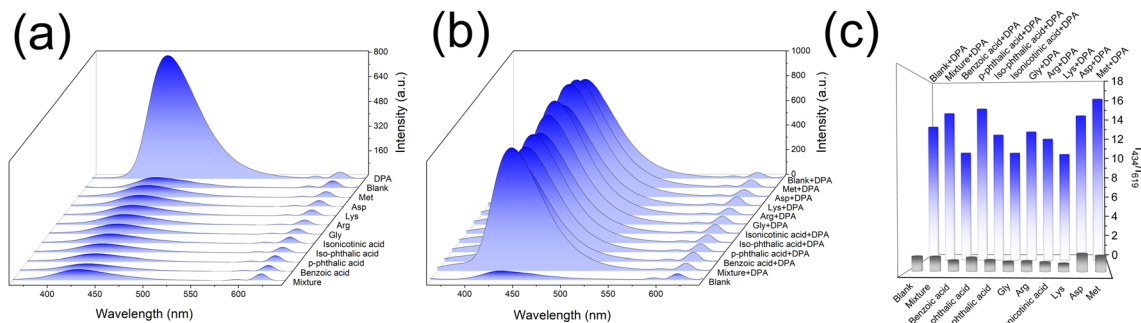 (a)
800
640
480
320
160
Intensity (a.u.)
DPA
Blank
Met
Asp
Lys
Arg
Gly
Isonicotinic acid
Iso-phthalic acid
p-phthalic acid
Benzoic acid
Mixture
400 450 500 550 600
Wavelength (nm)
(b)
1000
800
600
400
200
0
Intensity (a.u.)
Blank+DPA
Met+DPA
Asp+DPA
Lys+DPA
Arg+DPA
Gly+DPA
Isonicotinic acid+DPA
Iso-phthalic acid+DPA
p-phthalic acid+DPA
Benzoic acid+DPA
Mixture+DPA
Blank
400 450 500 550 600
Wavelength (nm)
(c)
Blank+DPA
Mixture+DPA
Benzoic acid+DPA
p-phthalic acid+DPA
Iso-phthalic acid+DPA
Isonicotinic acid+DPA
Gly+DPA
Arg+DPA
Lys+DPA
Asp+DPA
Met+DPA
18
16
14
12
10
8
6
4
2
0
I434/I619
Blank
Mixture
Benzoic acid
phthalic acid
phthalic acid
Gly
Arg
nicotinic acid
Lys
Asp
Met